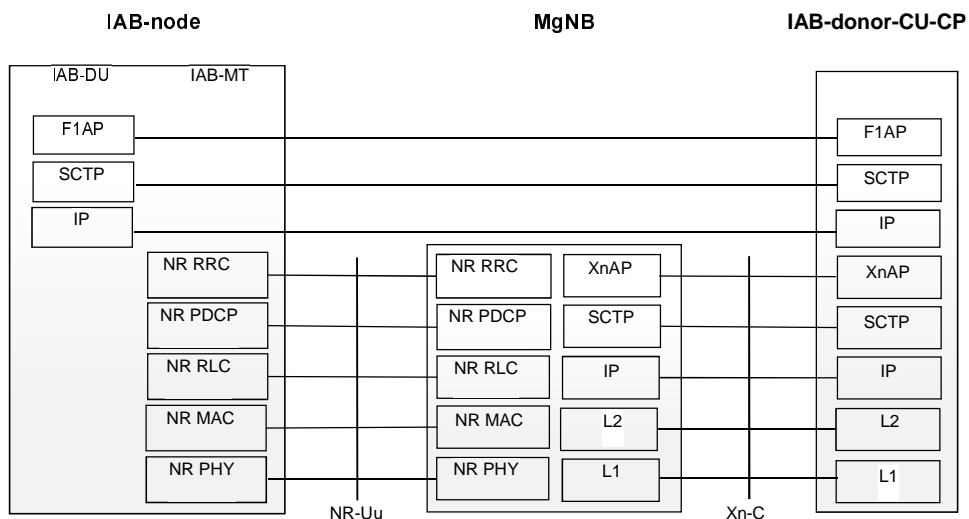 IAB-node MgNB IAB-donor-CU-CP
IAB-DU IAB-MT
F1AP F1AP
SCTP SCTP
IP IP
NR RRC NR RRC XnAP XnAP
NR PDCP NR PDCP SCTP SCTP
NR RLC NR RLC IP IP
NR MAC NR MAC L2 L2
NR PHY NR PHY L1 L1
NR-Uu Xn-C